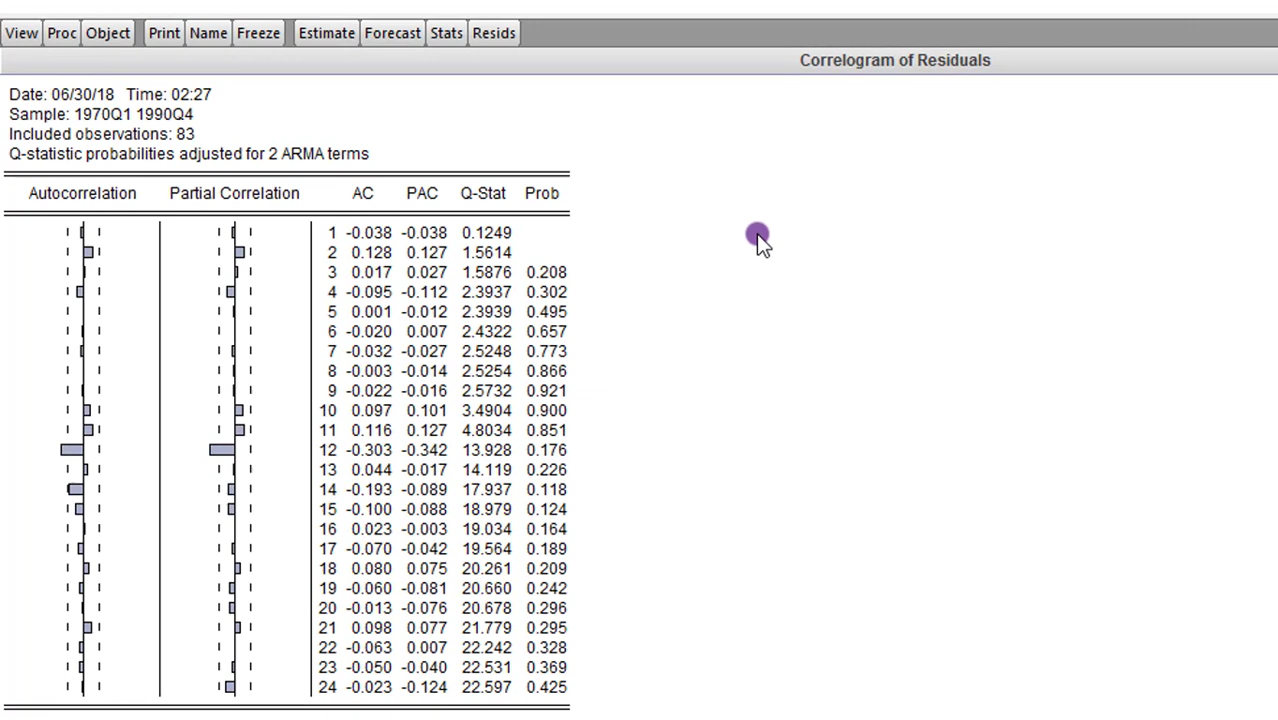 View Proc Object Print Name Freeze Estimate Forecast Stats Resids
Correlogram of Residuals
Date: 06/30/18 Time: 02:27
Sample: 1970Q1 1990Q4
Included observations: 83
Q-statistic probabilities adjusted for 2 ARMA terms
Autocorrelation Partial Correlation AC PAC Q-Stat Prob
1 -0.038 -0.038 0.1249
2 0.128 0.127 1.5614
3 0.017 0.027 1.5876 0.208
4 -0.095 -0.112 2.3937 0.302
5 0.001 -0.012 2.3939 0.495
6 -0.020 0.007 2.4322 0.657
7 -0.032 -0.027 2.5248 0.773
8 -0.003 -0.014 2.5254 0.866
9 -0.022 -0.016 2.5732 0.921
10 0.097 0.101 3.4904 0.900
11 0.116 0.127 4.8034 0.851
12 -0.303 -0.342 13.928 0.176
13 0.044 -0.017 14.119 0.226
14 -0.193 -0.089 17.937 0.118
15 -0.100 -0.088 18.979 0.124
16 0.023 -0.003 19.034 0.164
17 -0.070 -0.042 19.564 0.189
18 0.080 0.075 20.261 0.209
19 -0.060 -0.081 20.660 0.242
20 -0.013 -0.076 20.678 0.296
21 0.098 0.077 21.779 0.295
22 -0.063 0.007 22.242 0.328
23 -0.050 -0.040 22.531 0.369
24 -0.023 -0.124 22.597 0.425